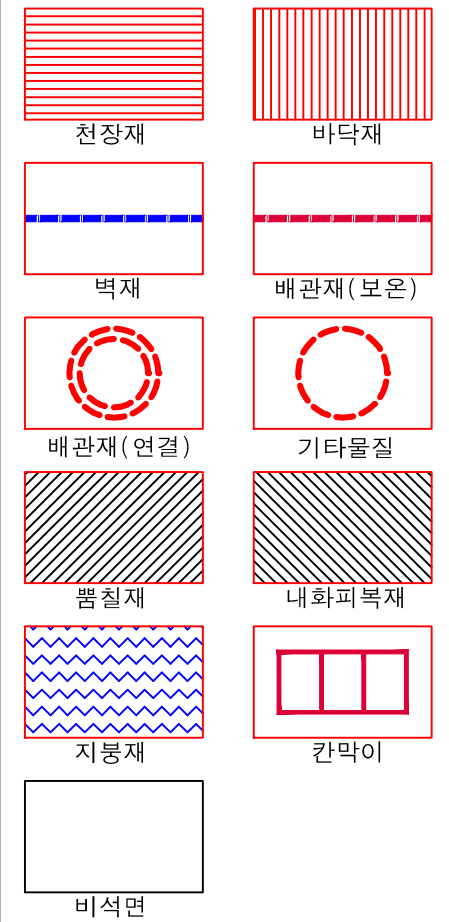 천장재
바닥재
벽재
배관재(보온)
배관재(연결)
기타물질
뿜칠재
내화피복재
지붕재
칸막이
비석면